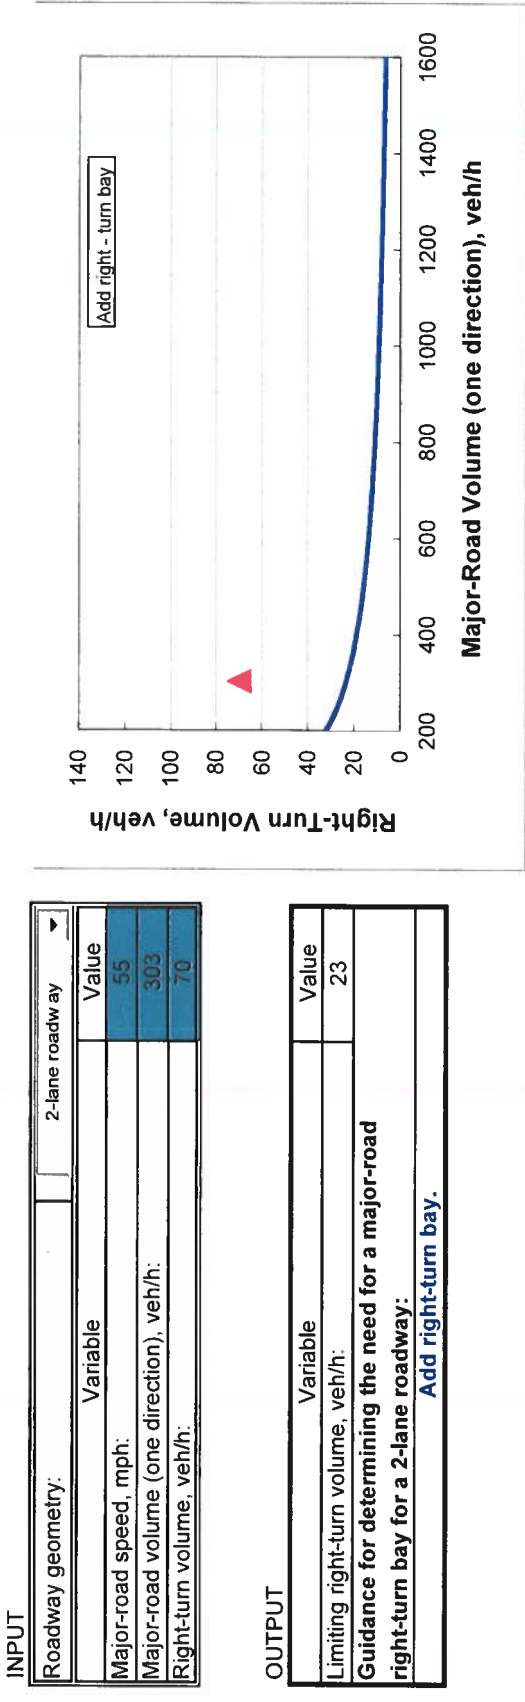 INPUT
Roadway geometry: 2-lane roadway
Variable Value
Major-road speed, mph: 55
Major-road volume (one direction), veh/h: 303
Right-turn volume, veh/h: 70
OUTPUT
Variable Value
Limiting right-turn volume, veh/h: 23
Guidance for determining the need for a major-road
right-turn bay for a 2-lane roadway:
Add right-turn bay.
Right-Turn Volume, veh/h
140
120
100
80
60
40
20
0
Add right - turn bay
200 400 600 800 1000 1200 1400 1600
Major-Road Volume (one direction), veh/h